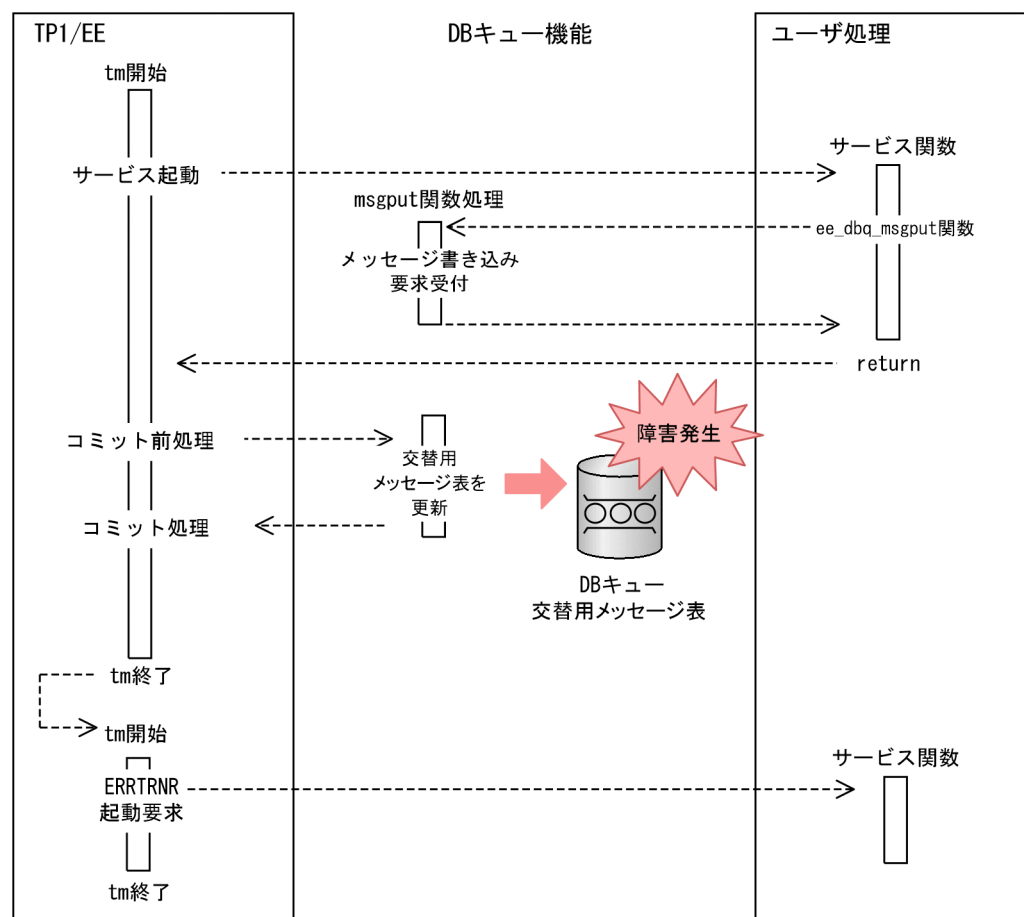 TP1/EE
DBキュー機能
ユーザ処理
tm開始
サービス関数
サービス起動
msgput関数処理
ee_dbq_msgput関数
メッセージ書き込み
要求受付
return
障害発生
コミット前処理
交替用
メッセージ表を
更新
コミット処理
DBキュー
交替用メッセージ表
tm終了
tm開始
サービス関数
ERRTRNR
起動要求
tm終了